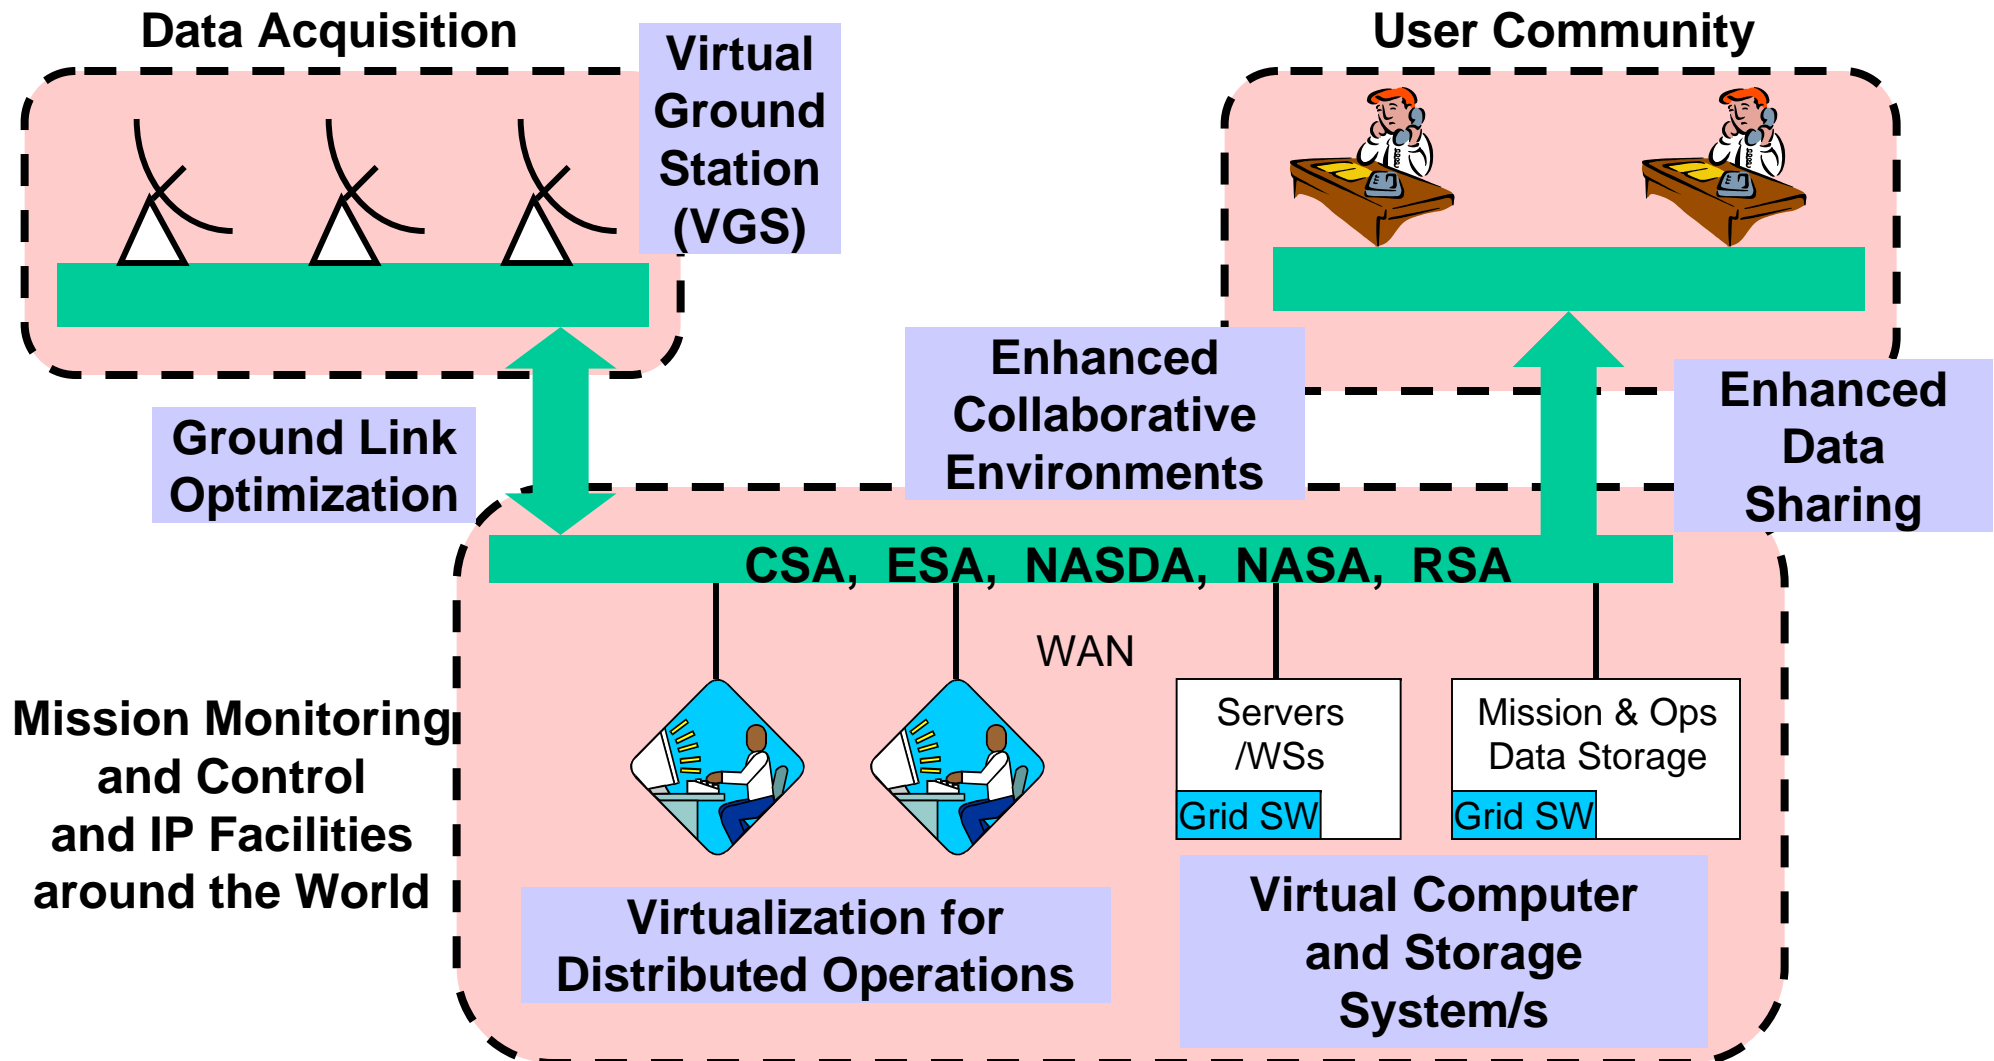 Data Acquisition
Virtual
Ground
Station
(VGS)
User Community
Ground Link
Optimization
Enhanced
Collaborative
Environments
Enhanced
Data
Sharing
CSA, ESA, NASDA, NASA, RSA
WAN
Mission Monitoring
and Control
and IP Facilities
around the World
Servers
/WSs
Grid SW
Mission & Ops
Data Storage
Grid SW
Virtualization for
Distributed Operations
Virtual Computer
and Storage
System/s